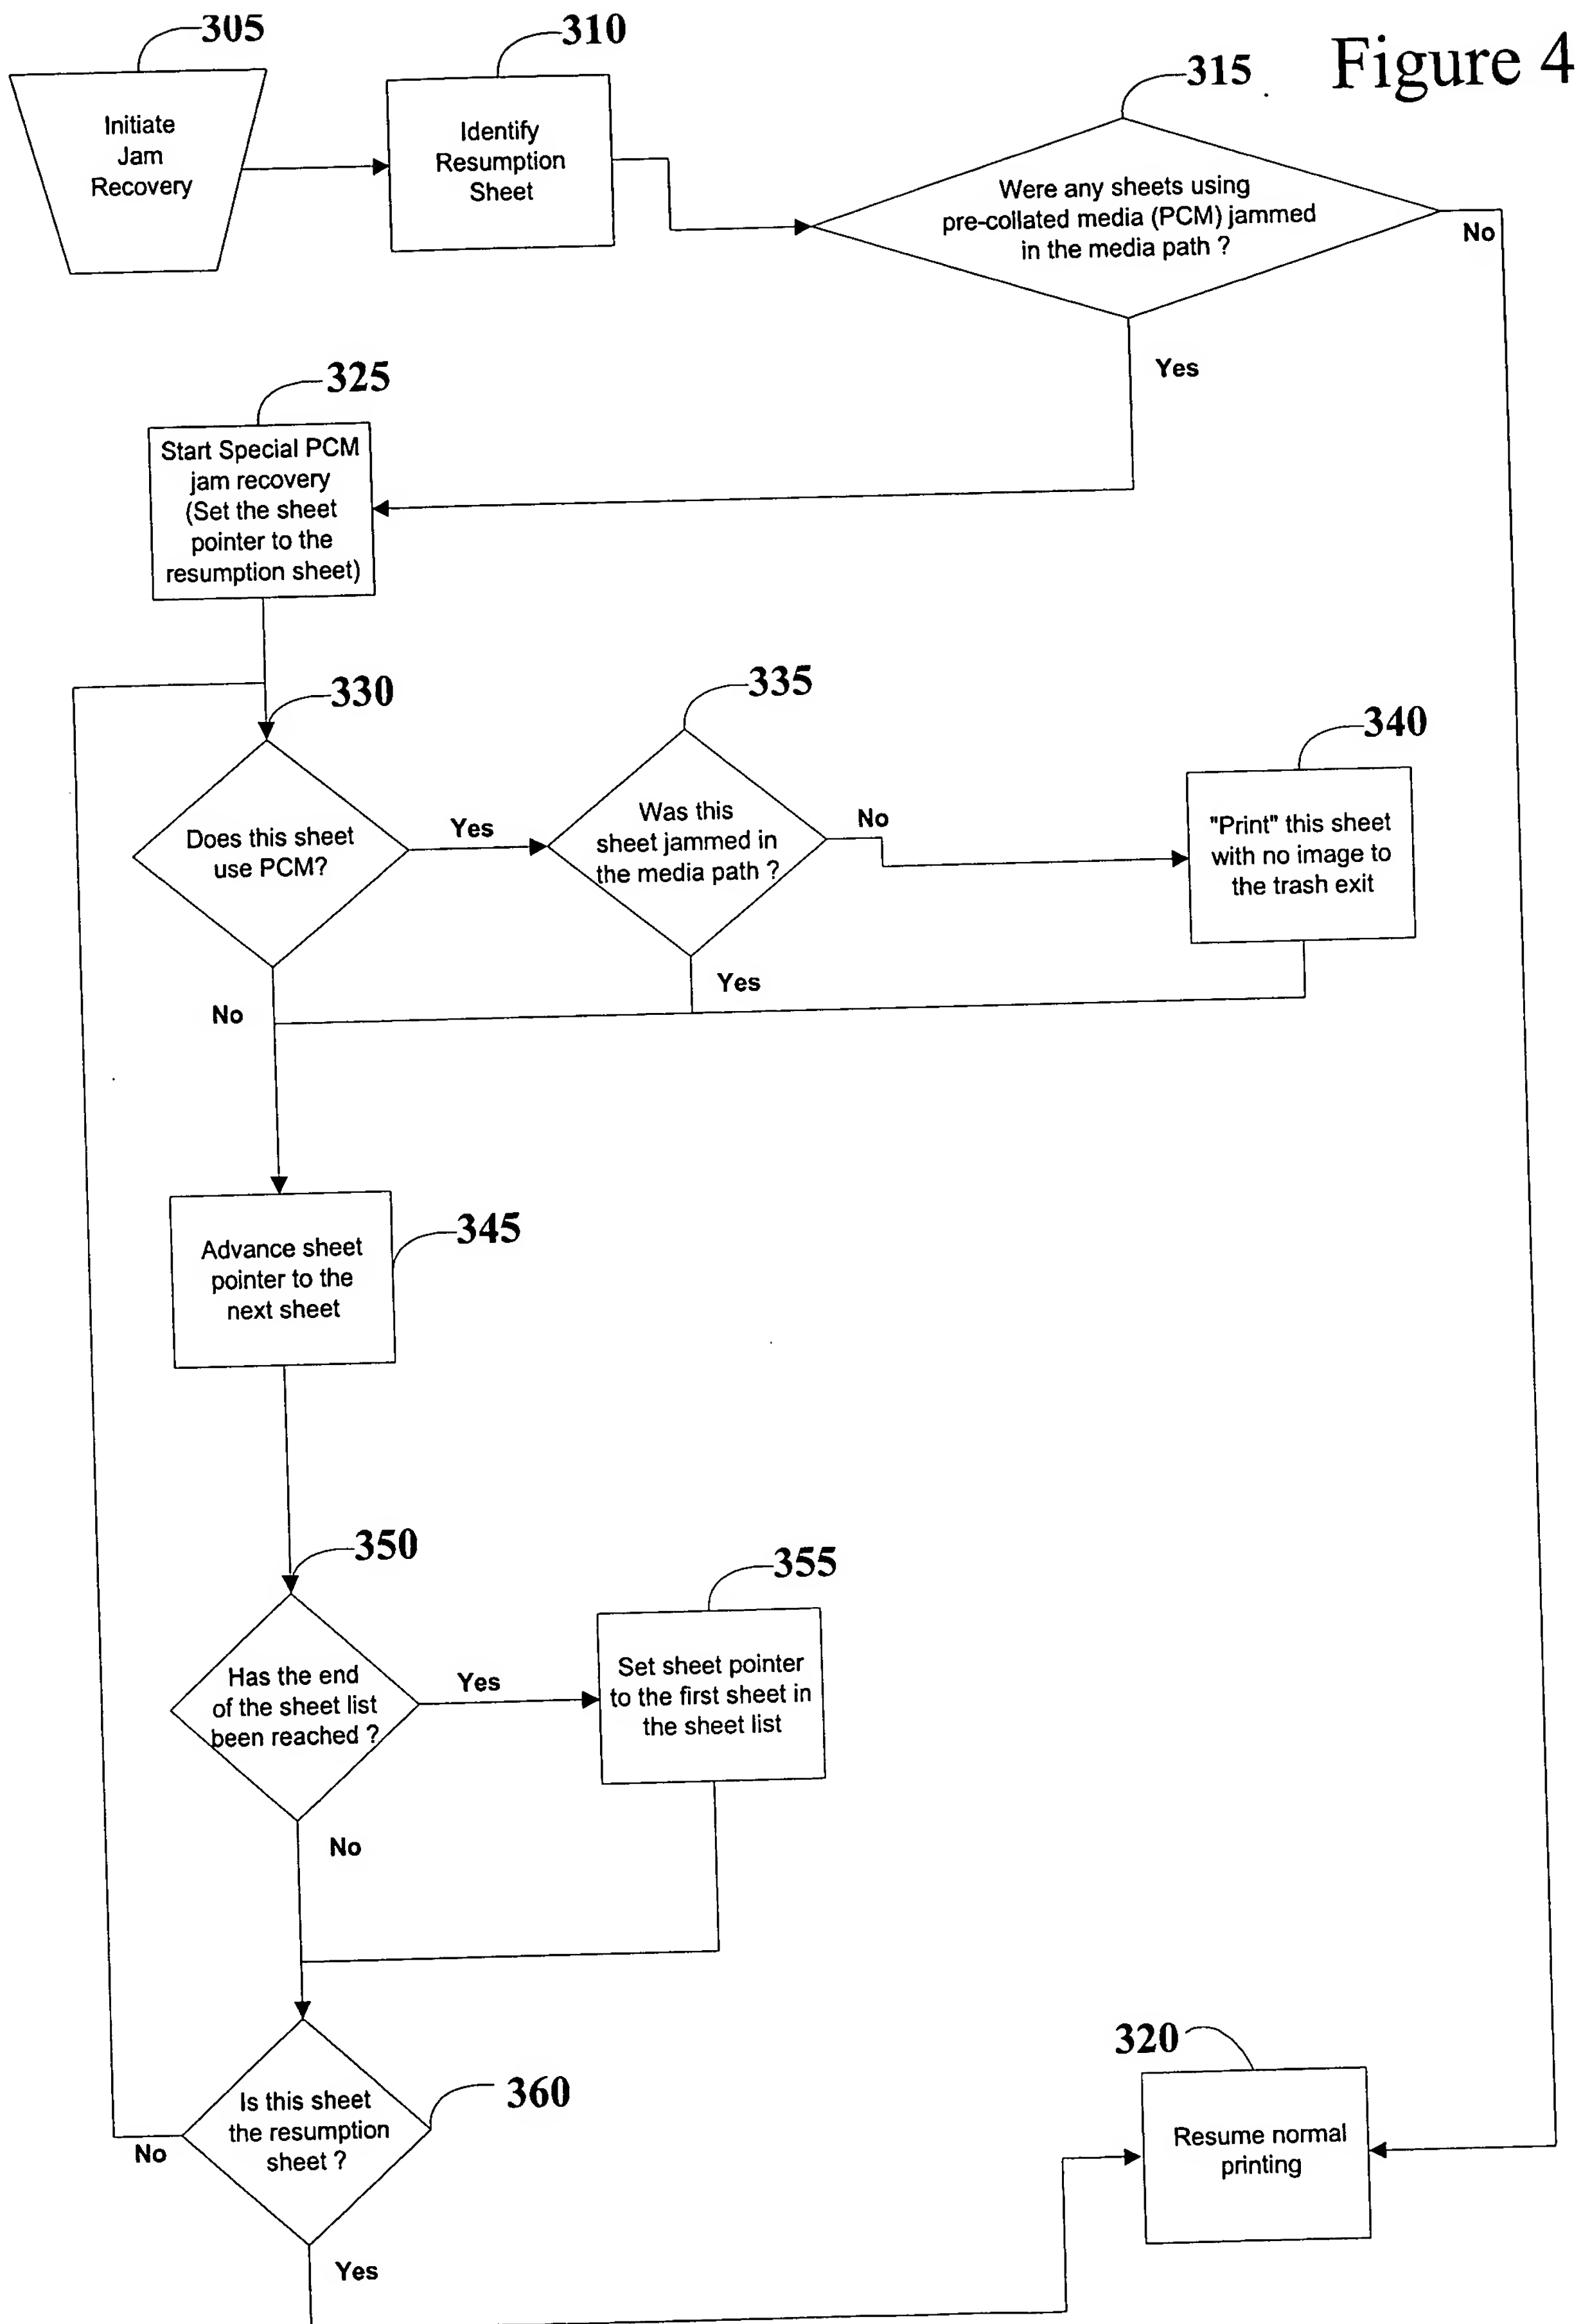 305
310
315
Figure 4
Initiate
Jam
Recovery
Identify
Resumption
Sheet
Were any sheets using
pre-collated media (PCM) jammed
in the media path ?
No
Yes
325
Start Special PCM
jam recovery
(Set the sheet
pointer to the
resumption sheet)
330
335
340
Does this sheet
use PCM?
Yes
Was this
sheet jammed in
the media path ?
No
"Print" this sheet
with no image to
the trash exit
No
Yes
345
Advance sheet
pointer to the
next sheet
350
355
Has the end
of the sheet list
been reached ?
Yes
Set sheet pointer
to the first sheet in
the sheet list
No
320
360
Is this sheet
the resumption
sheet ?
No
Resume normal
printing
Yes